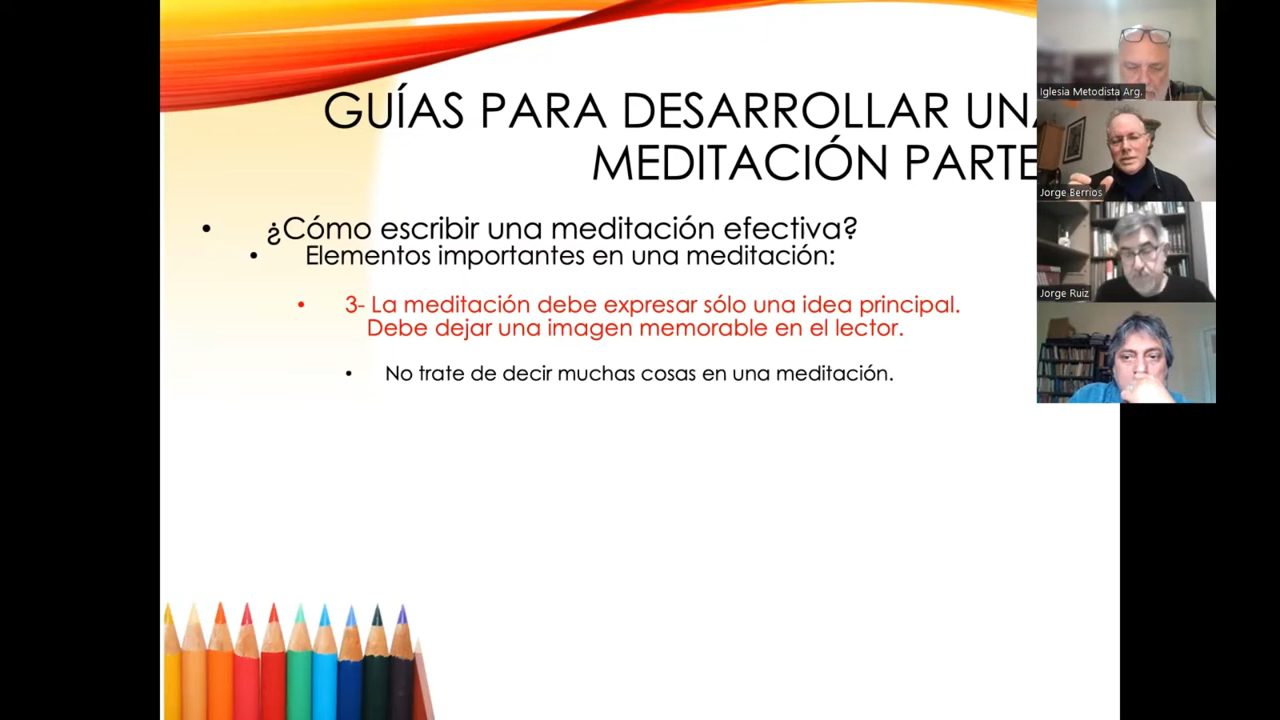 GUÍAS PARA DESARROLLAR UNA
MEDITACIÓN PARTE
• ¿Cómo escribir una meditación efectiva?
• Elementos importantes en una meditación:
• 3- La meditación debe expresar sólo una idea principal.
Debe dejar una imagen memorable en el lector.
• No trate de decir muchas cosas en una meditación.
Iglesia Metodista Arg.
Jorge Berrios
Jorge Ruiz